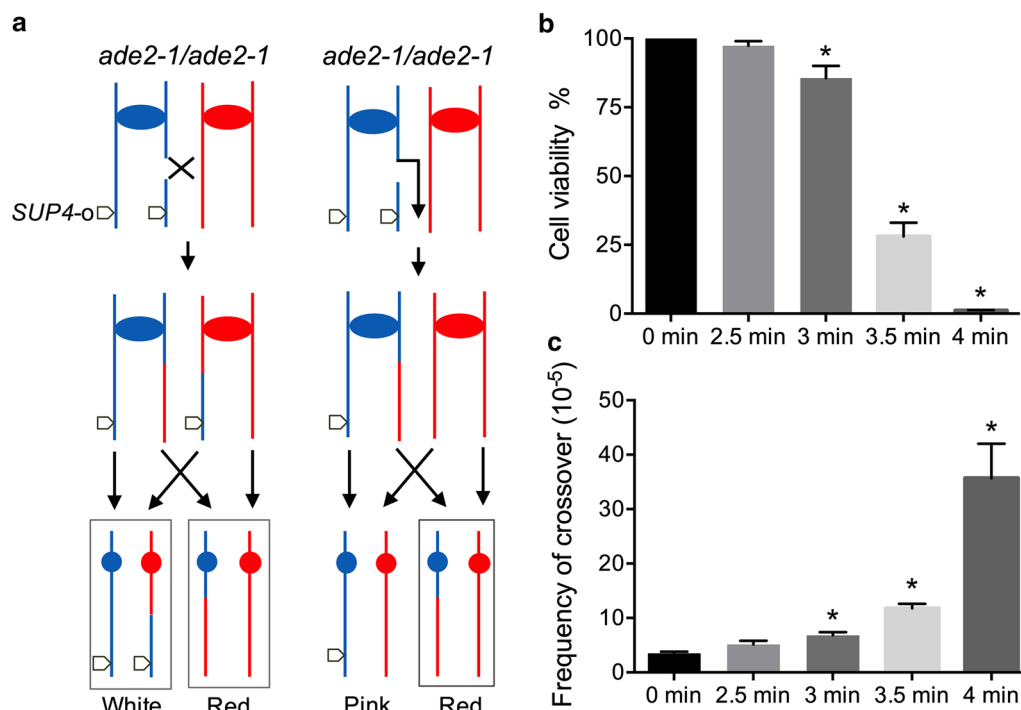 a
ade2-1/ade2-1
ade2-1/ade2-1
SUP4-o
White
Red
Pink
Red
b
Cell viability %
100
75
50
25
0
*
*
*
*
0 min
2.5 min
3 min
3.5 min
4 min
c
Frequency of crossover (10-5)
50
40
30
20
10
0
*
*
*
0 min
2.5 min
3 min
3.5 min
4 min